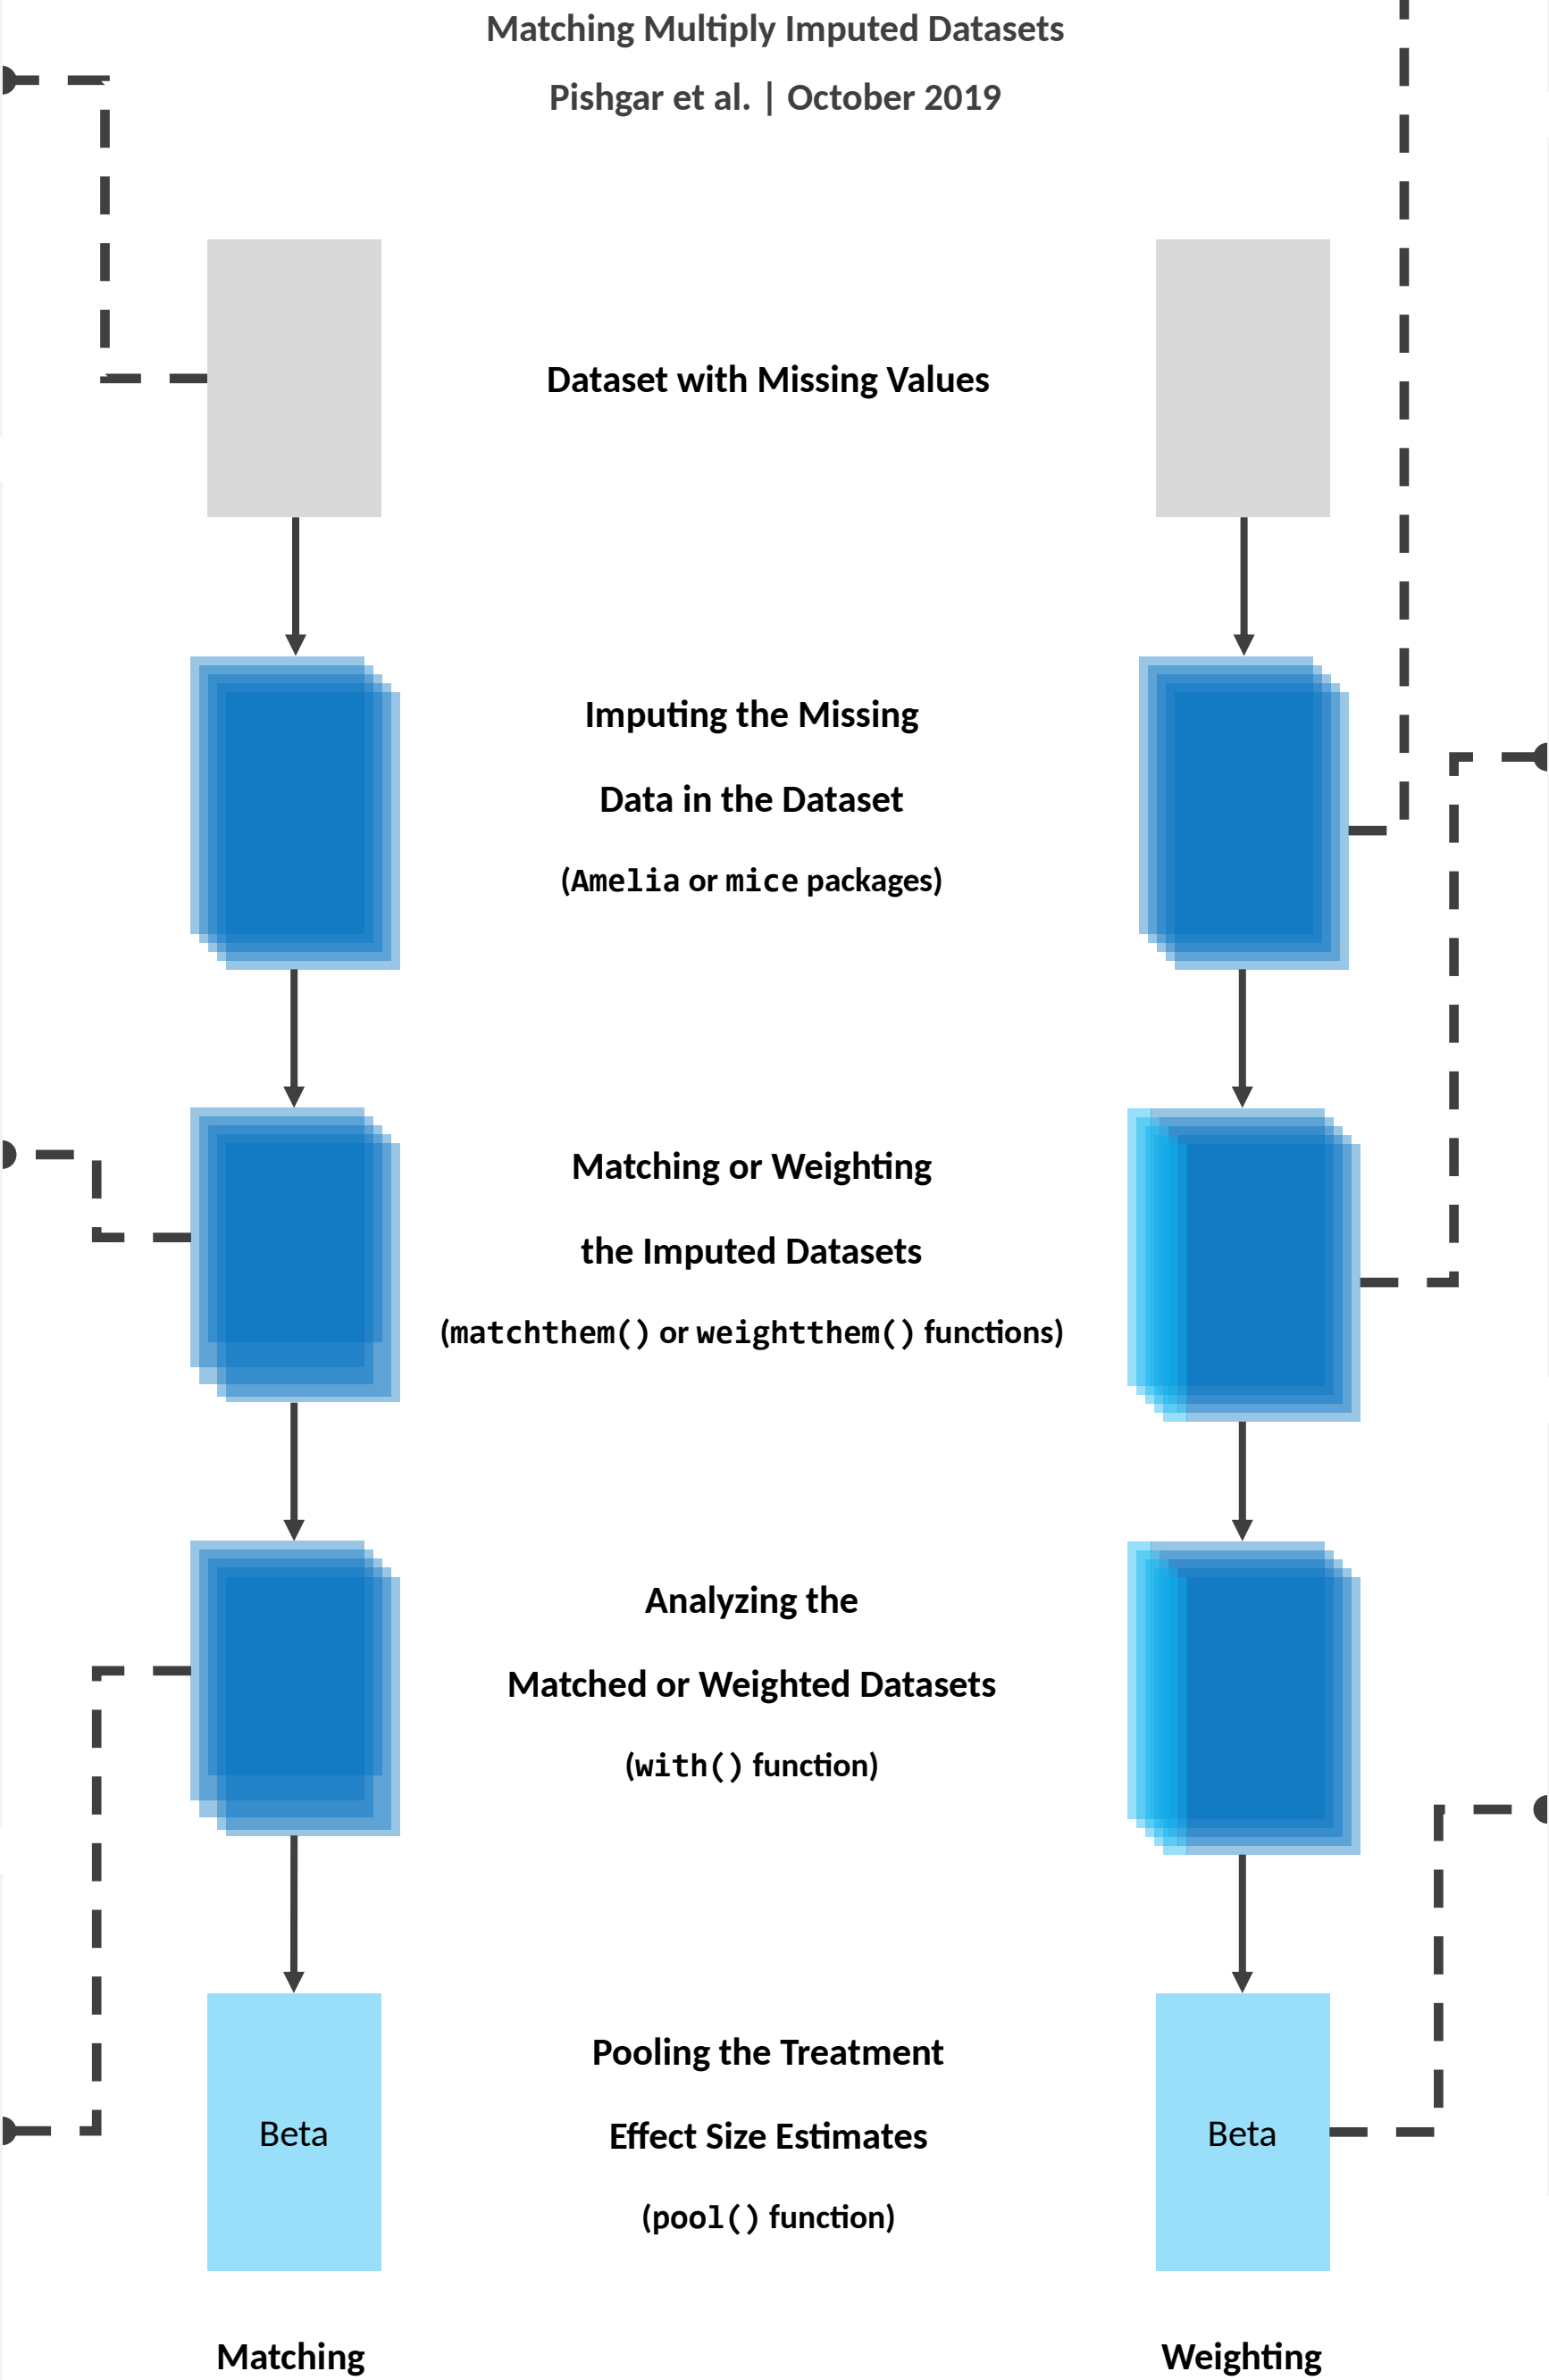 Matching Multiply Imputed Datasets
Pishgar et al. | October 2019
Dataset with Missing Values
Imputing the Missing
Data in the Dataset
(Amelia or mice packages)
Matching or Weighting
the Imputed Datasets
(matchthem() or weightthem() functions)
Analyzing the
Matched or Weighted Datasets
(with() function)
Pooling the Treatment
Beta
Effect Size Estimates
Beta
(pool() function)
Matching
Weighting